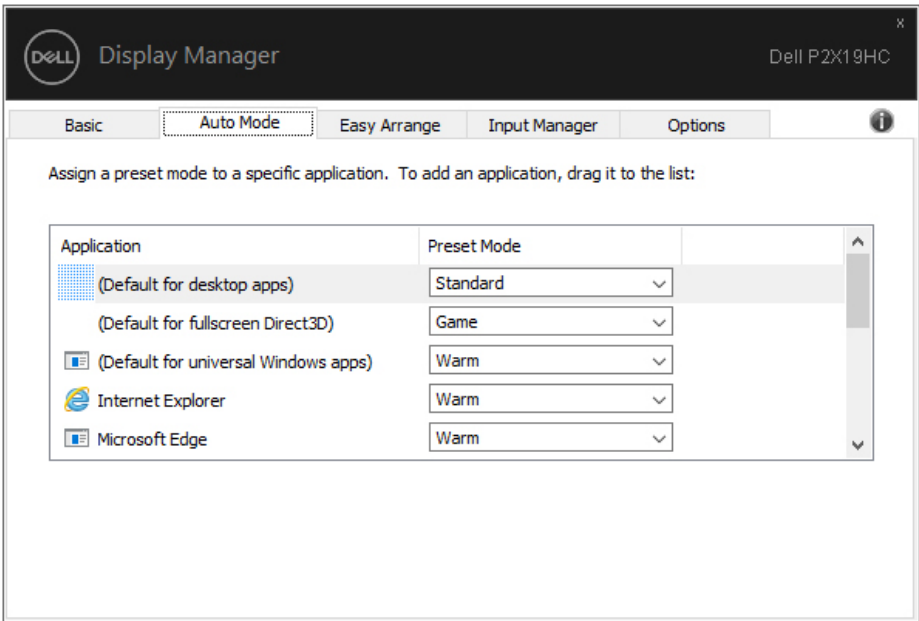 x
DELL Display Manager Dell P2X19HC
Basic Auto Mode Easy Arrange Input Manager Options
Assign a preset mode to a specific application. To add an application, drag it to the list:
Application Preset Mode
(Default for desktop apps) Standard
(Default for fullscreen Direct3D) Game
(Default for universal Windows apps) Warm
Internet Explorer Warm
Microsoft Edge Warm